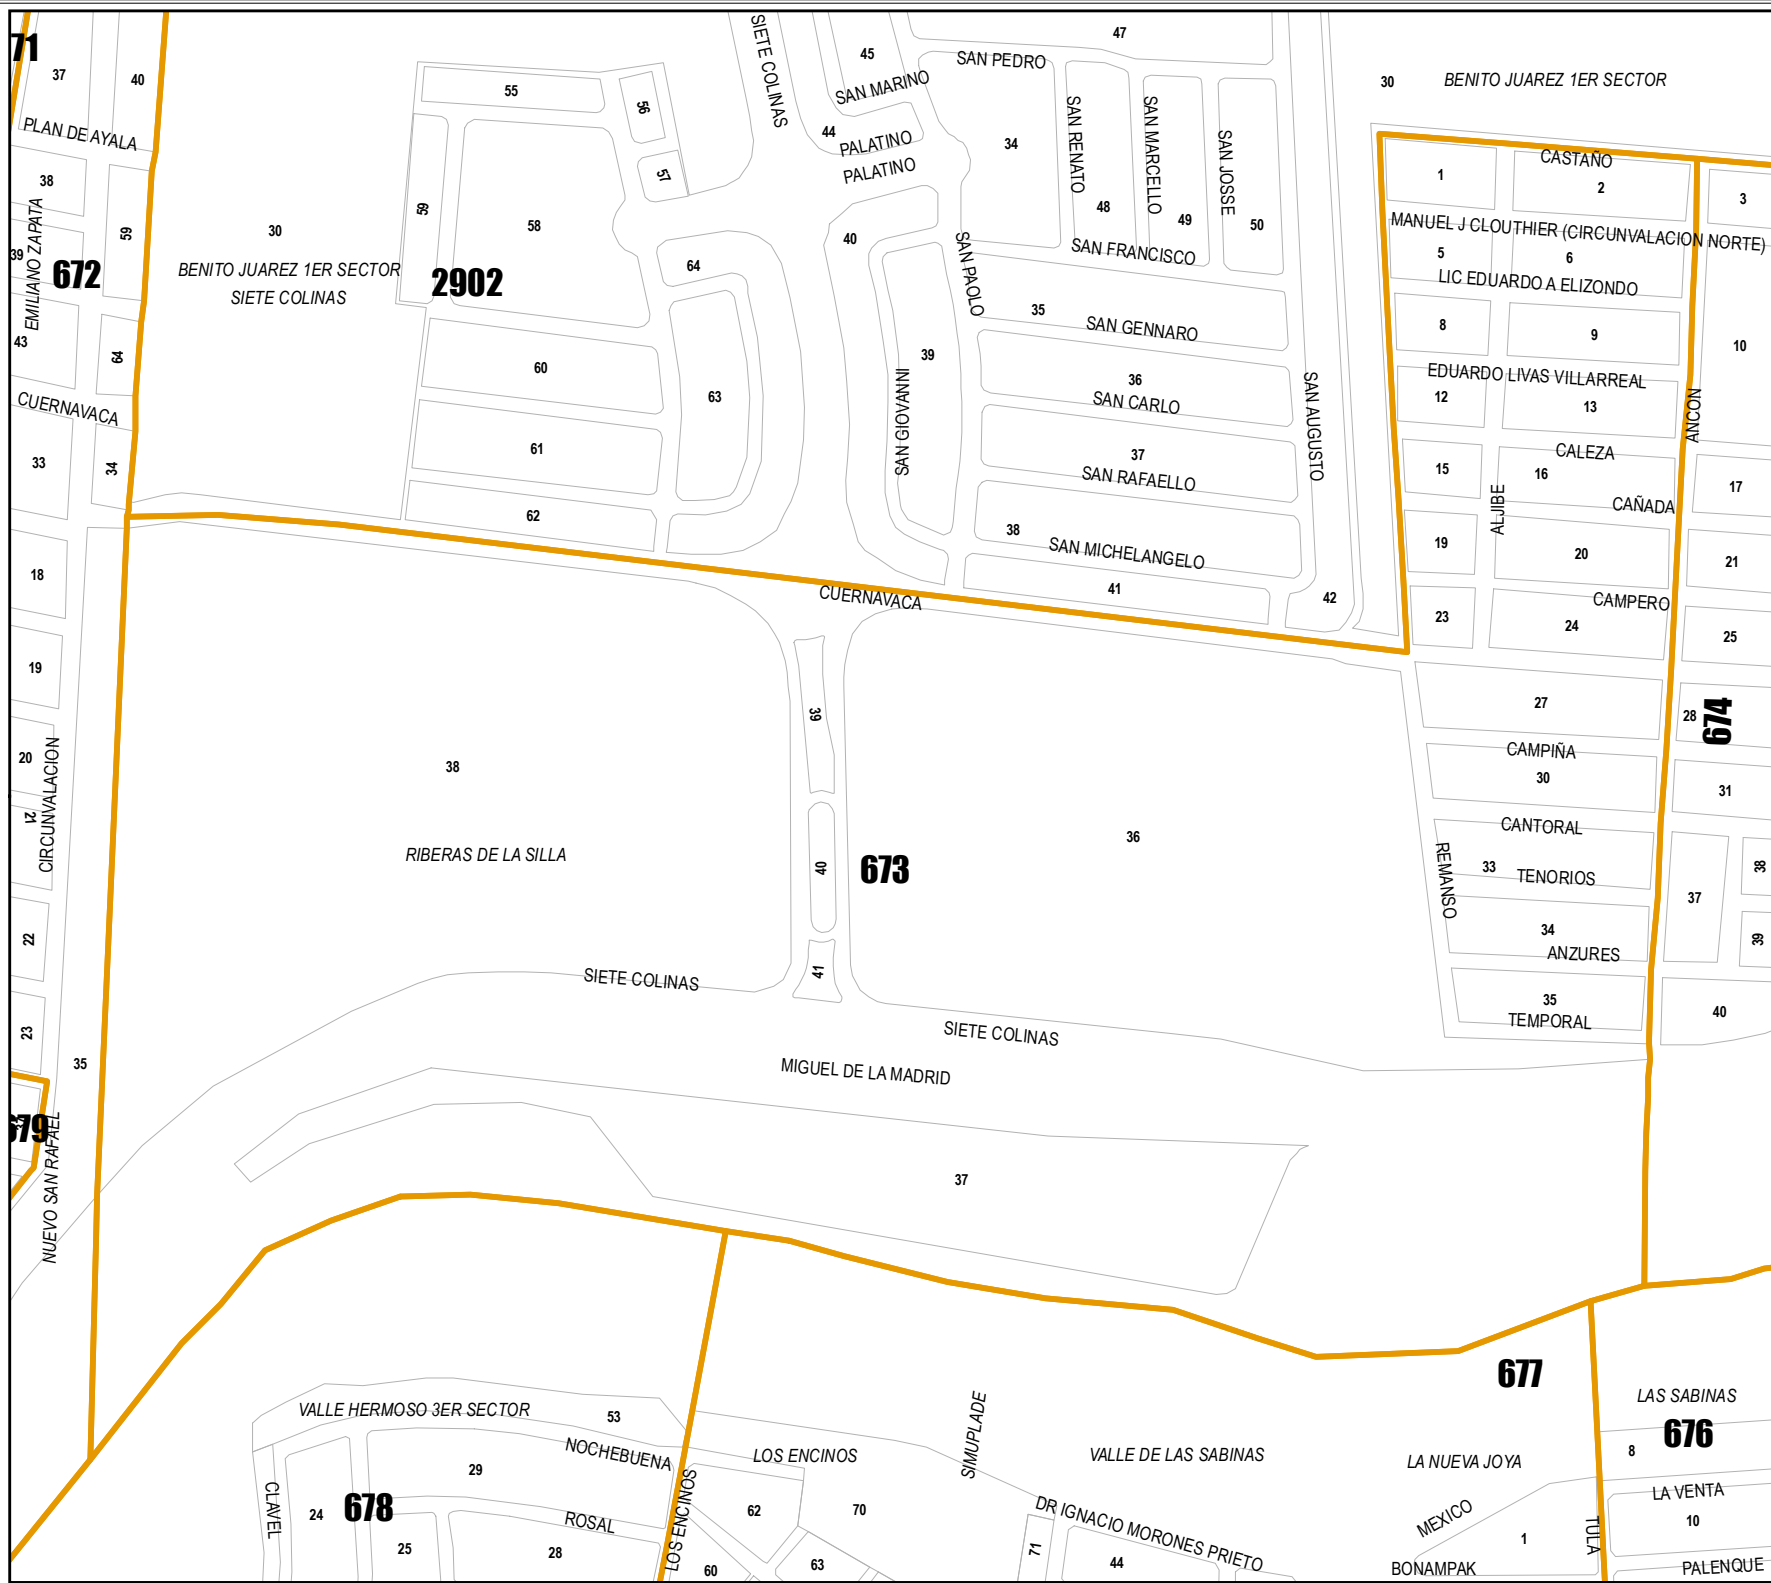 71
37
40
PLAN DE AYALA
38
EMILIANO ZAPATA
39
59
672
43
64
CUERNAVACA
33
34
18
19
20
CIRCUNVALACION
21
22
23
35
679
NUEVO SAN RAFAEL
30
BENITO JUAREZ 1ER SECTOR
SIETE COLINAS
2902
55
56
57
59
58
64
60
63
61
62
SIETE COLINAS
45
SAN MARINO
44
PALATINO
PALATINO
40
39
SAN GIOVANNI
SAN PAOLO
47
SAN PEDRO
34
SAN RENATO
48
SAN MARCELLO
49
SAN JOSSE
50
SAN FRANCISCO
35
SAN GENNARO
36
SAN CARLO
37
SAN RAFAELLO
38
SAN MICHELANGELO
41
42
SAN AUGUSTO
CUERNAVACA
30
BENITO JUAREZ 1ER SECTOR
CASTAÑO
1
2
3
MANUEL J CLOUTHIER (CIRCUNVALACION NORTE)
5
6
LIC EDUARDO A ELIZONDO
8
9
10
EDUARDO LIVAS VILLARREAL
12
13
ANCON
CALEZA
15
16
17
ALJIBE
CAÑADA
19
20
21
CAMPERO
23
24
25
27
28
674
CAMPIÑA
30
31
CANTORAL
REMANSO
33
TENORIOS
37
38
34
39
ANZURES
35
40
TEMPORAL
38
RIBERAS DE LA SILLA
39
40
41
673
36
SIETE COLINAS
SIETE COLINAS
MIGUEL DE LA MADRID
37
677
LAS SABINAS
676
8
LA VENTA
10
TULA
PALENQUE
VALLE HERMOSO 3ER SECTOR
53
NOCHEBUENA
29
CLAVEL
24
678
25
28
ROSAL
LOS ENCINOS
LOS ENCINOS
62
70
60
63
SIMUPLADE
VALLE DE LAS SABINAS
LA NUEVA JOYA
DR IGNACIO MORONES PRIETO
71
44
MEXICO
1
BONAMPAK